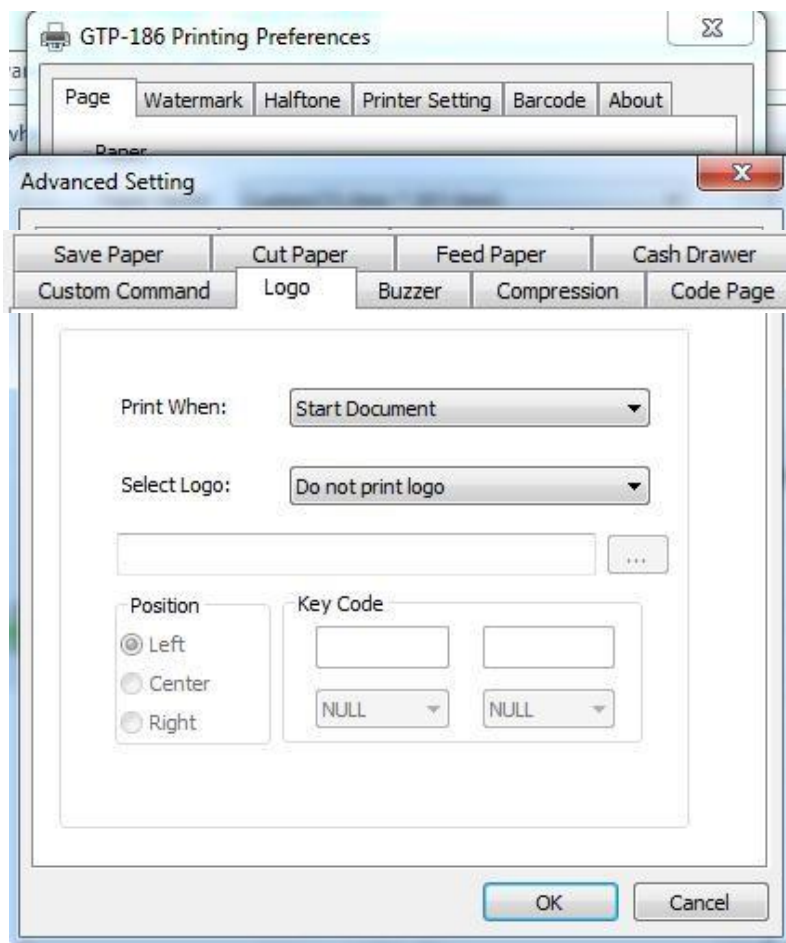 GTP-186 Printing Preferences
Page Watermark Halftone Printer Setting Barcode About
Paper
Advanced Setting
Save Paper Cut Paper Feed Paper Cash Drawer
Custom Command Logo Buzzer Compression Code Page
Print When: Start Document
Select Logo: Do not print logo
...
Position Key Code
Left
Center
NULL NULL
Right
OK Cancel